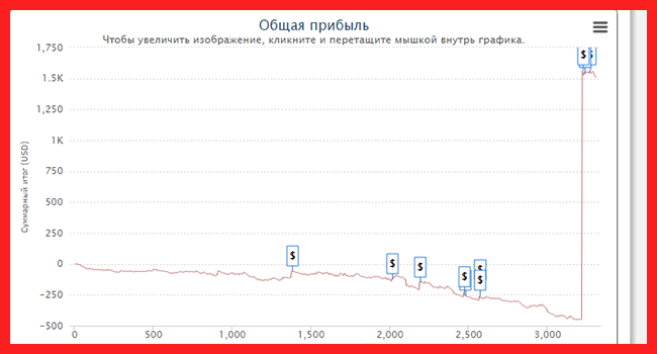 Общая прибыль
Чтобы увеличить изображение, кликните и перетащите мышкой внутрь графика.
Суммарный итог (USD)
1,750
1.5K
1,250
1K
750
500
250
0
−250
−500
$ $
$
$
$
$
$
$
0 500 1,000 1,500 2,000 2,500 3,000